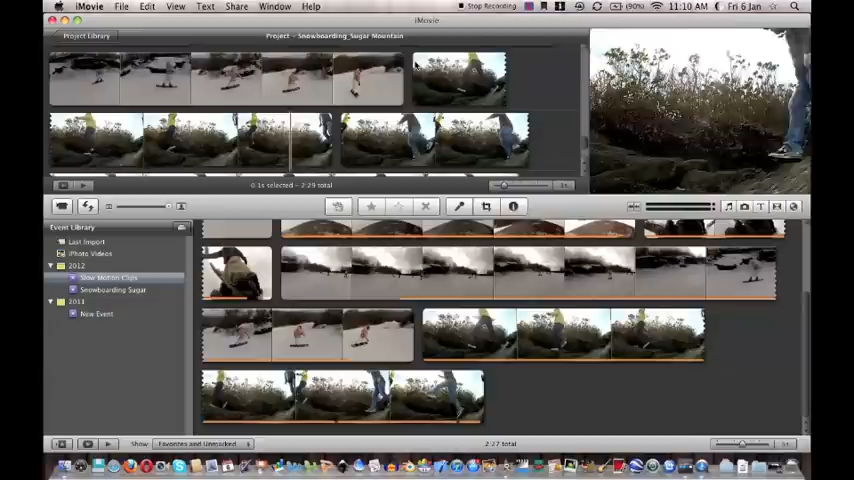 iMovie File Edit View Text Share Window Help
Stop Recording (90%) 11:10 AM Fri 6 Jan
iMovie
Project Library
Project – Snowboarding_Sugar Mountain
0.1s selected – 2:29 total
1s
Event Library
Last Import
iPhoto Videos
2012
Slow Motion Clips
Snowboarding Sugar
2011
New Event
Show: Favorites and Unmarked
2:27 total